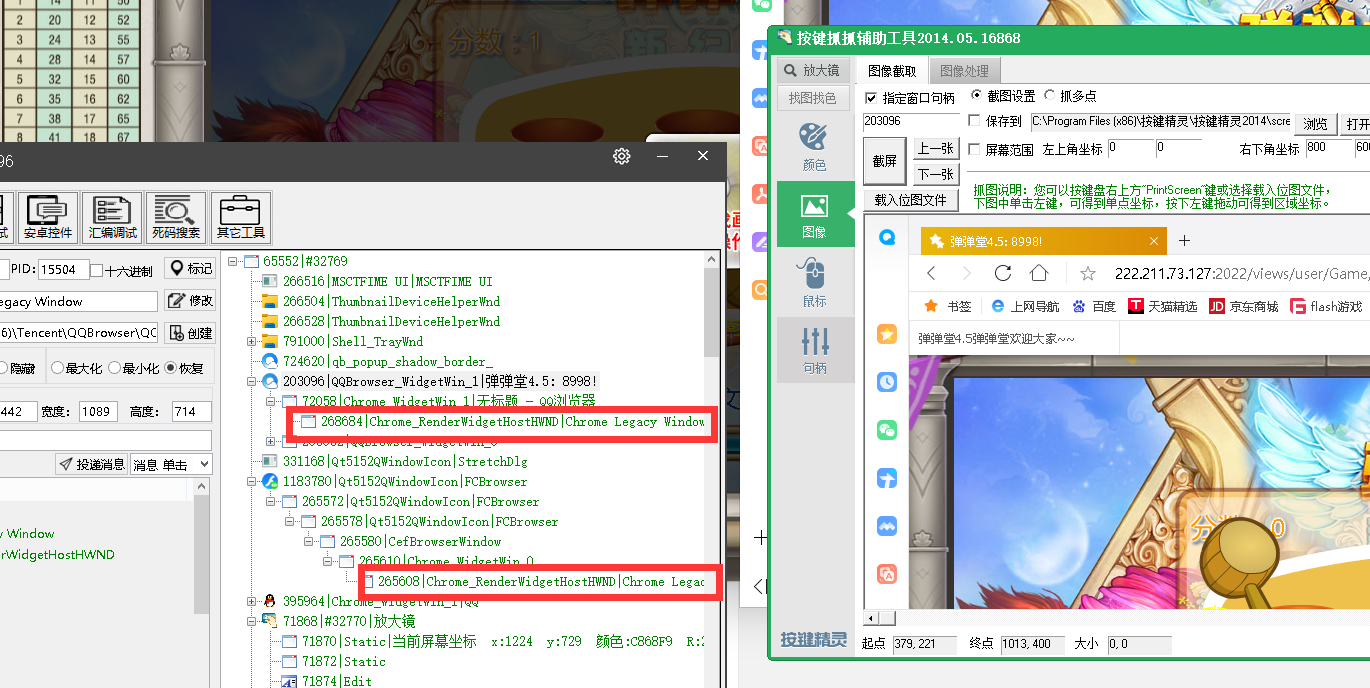 1 11 50
2 20 12 52
3 24 13 55
4 28 14 57
5 32 15 60
6 35 16 62
7 38 17 65
8 41 18 67
分数：1
96
安卓控件
汇编调试
死码搜索
其它工具
PID: 15504
十六进制
标记
egacy Window
修改
6)\Tencent\QQBrowser\QC
创建
隐藏
最大化
最小化
恢复
442
宽度: 1089
高度: 714
投递消息
消息 单击
y Window
rWidgetHostHWND
65552|#32769
266516|MSCTFIME UI|MSCTFIME UI
266504|ThumbnailDeviceHelperWnd
266528|ThumbnailDeviceHelperWnd
791000|Shell_TrayWnd
724620|qb_popup_shadow_border_
203096|QQBrowser_WidgetWin_1|弹弹堂4.5: 8998!
72058|Chrome_WidgetWin_1|无标题 - QQ浏览器
268684|Chrome_RenderWidgetHostHWND|Chrome Legacy Window
331168|Qt5152QWindowIcon|StretchDlg
1183780|Qt5152QWindowIcon|FCBrowser
265572|Qt5152QWindowIcon|FCBrowser
265578|Qt5152QWindowIcon|FCBrowser
265580|CefBrowserWindow
265610|Chrome_WidgetWin_0
265608|Chrome_RenderWidgetHostHWND|Chrome Legac
395964|Chrome_WidgetWin_1|QQ
71868|#32770|放大镜
71870|Static|当前屏幕坐标 x:1224 y:729 颜色:C868F9 R:2
71872|Static
71874|Edit
按键抓抓辅助工具2014.05.16868
放大镜
找图找色
颜色
图像
鼠标
句柄
按键精灵
图像截取
图像处理
指定窗口句柄
截图设置
抓多点
203096
保存到
C:\Program Files (x86)\按键精灵\按键精灵2014\scre
浏览
打开
截屏
上一张
屏幕范围
左上角坐标 0 0
右下角坐标 800 600
下一张
载入位图文件
抓图说明：您可以按键盘右上方"PrintScreen"键或选择载入位图文件，
下图中单击左键，可得到单点坐标，按下左键拖动可得到区域坐标。
弹弹堂4.5: 8998!
222.211.73.127:2022/views/user/Game,
书签
上网导航
百度
天猫精选
京东商城
flash游戏
弹弹堂4.5弹弹堂欢迎大家~~
分 0
起点 379, 221
终点 1013, 400
大小 0, 0